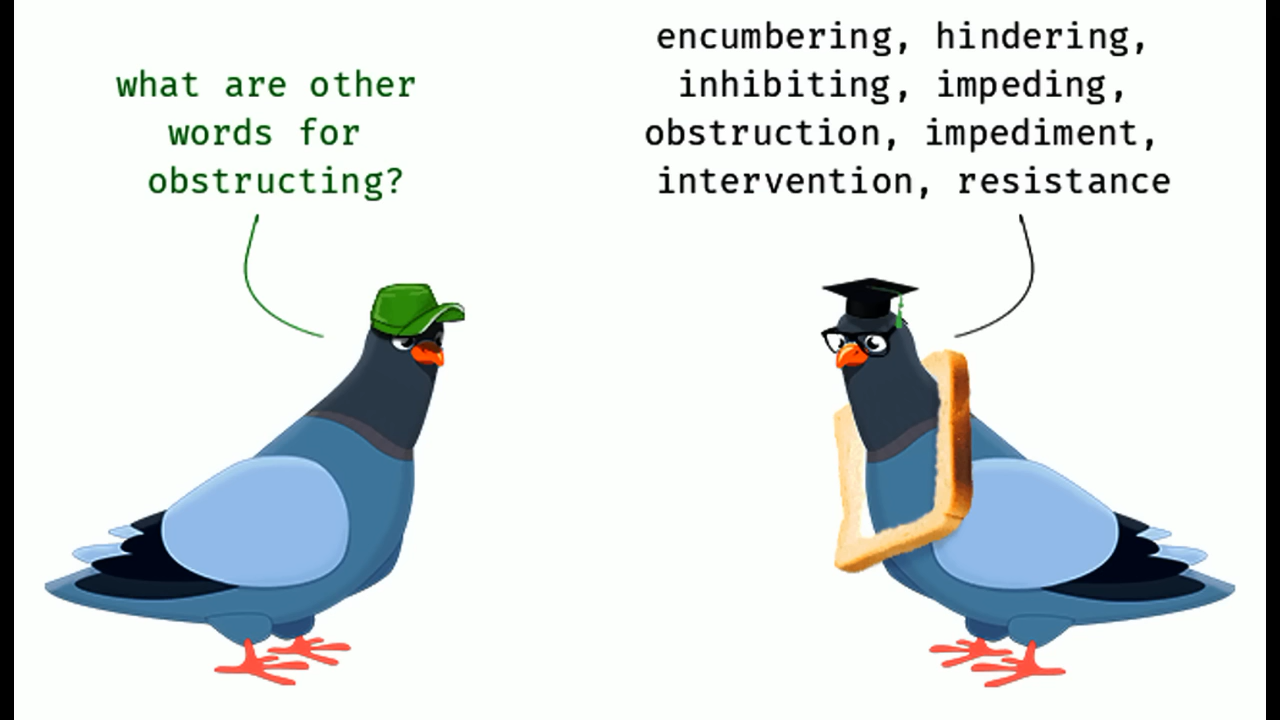 what are other
words for
obstructing?
encumbering, hindering,
inhibiting, impeding,
obstruction, impediment,
intervention, resistance